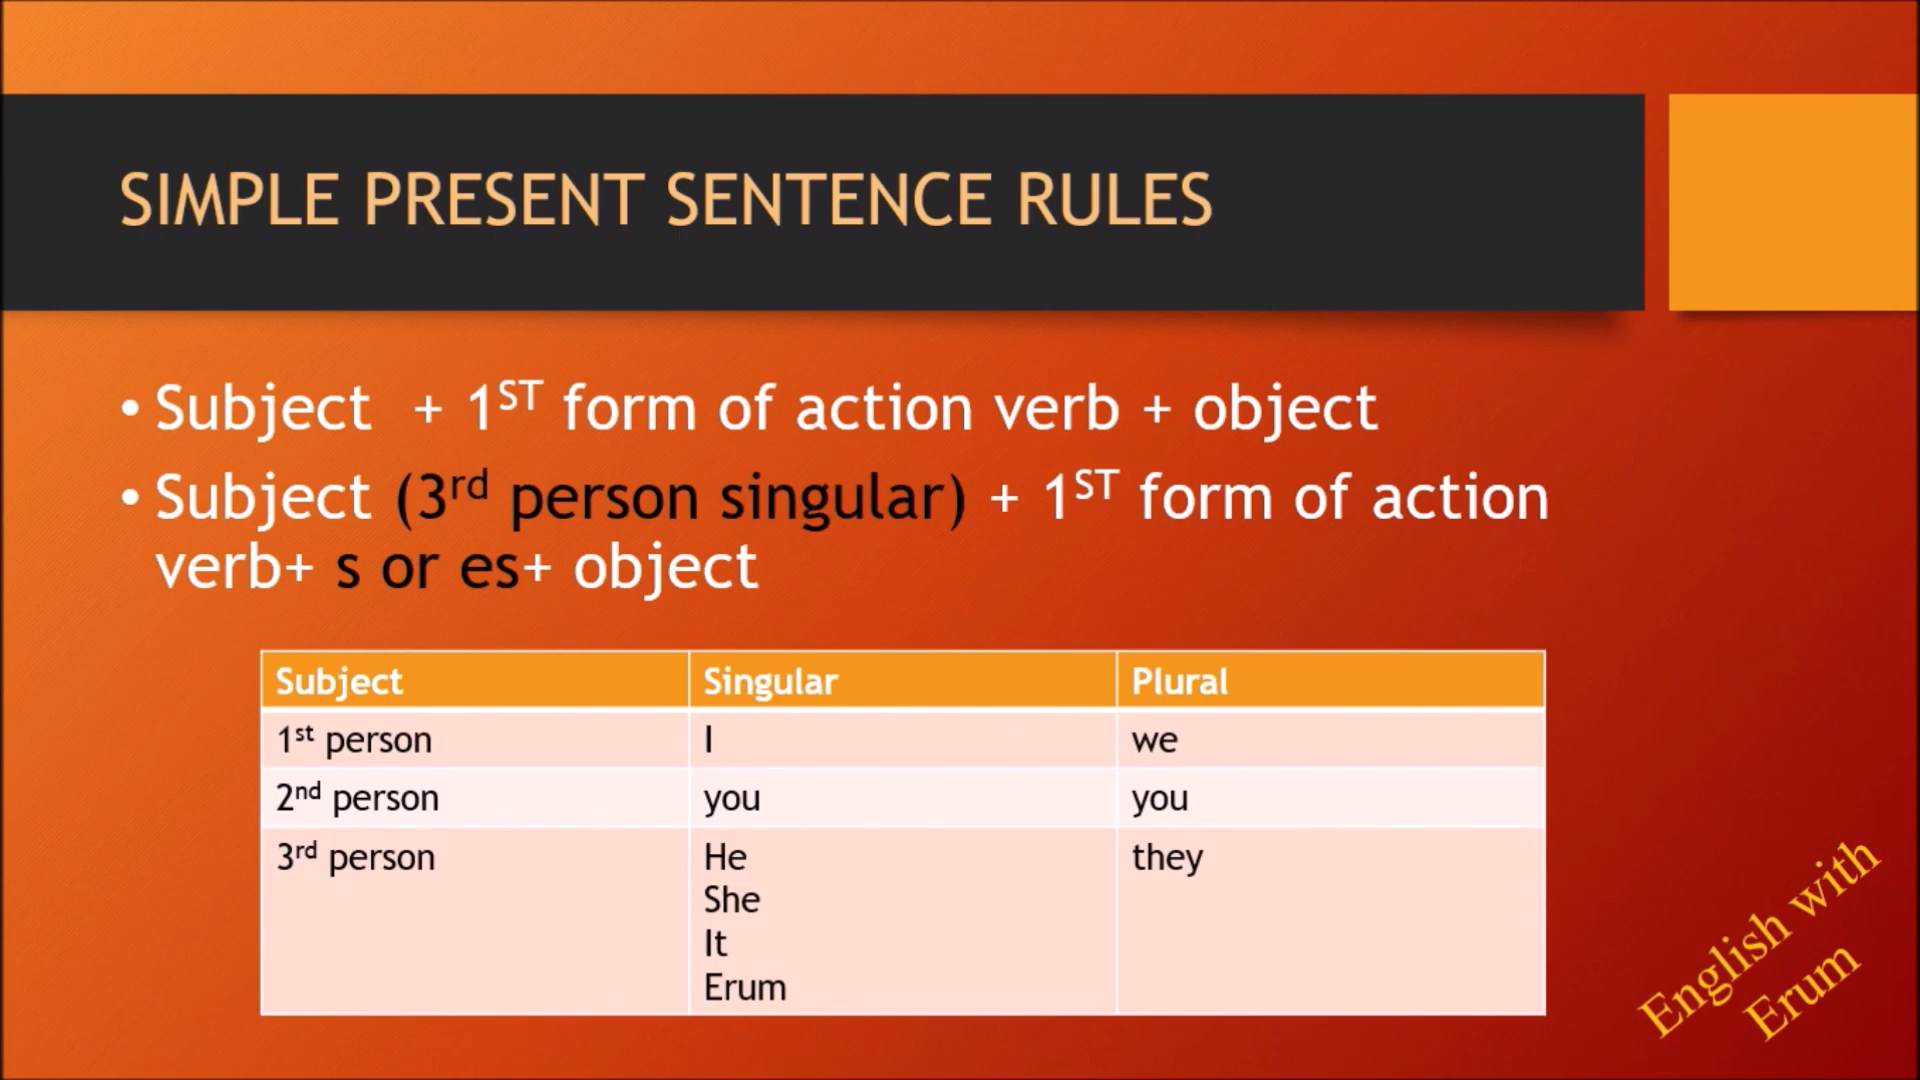 SIMPLE PRESENT SENTENCE RULES
• Subject + 1ST form of action verb + object
• Subject (3rd person singular) + 1ST form of action
verb+ s or es+ object
Subject Singular Plural
1st person I we
2nd person you you
3rd person He they
She
It
Erum
English with
Erum